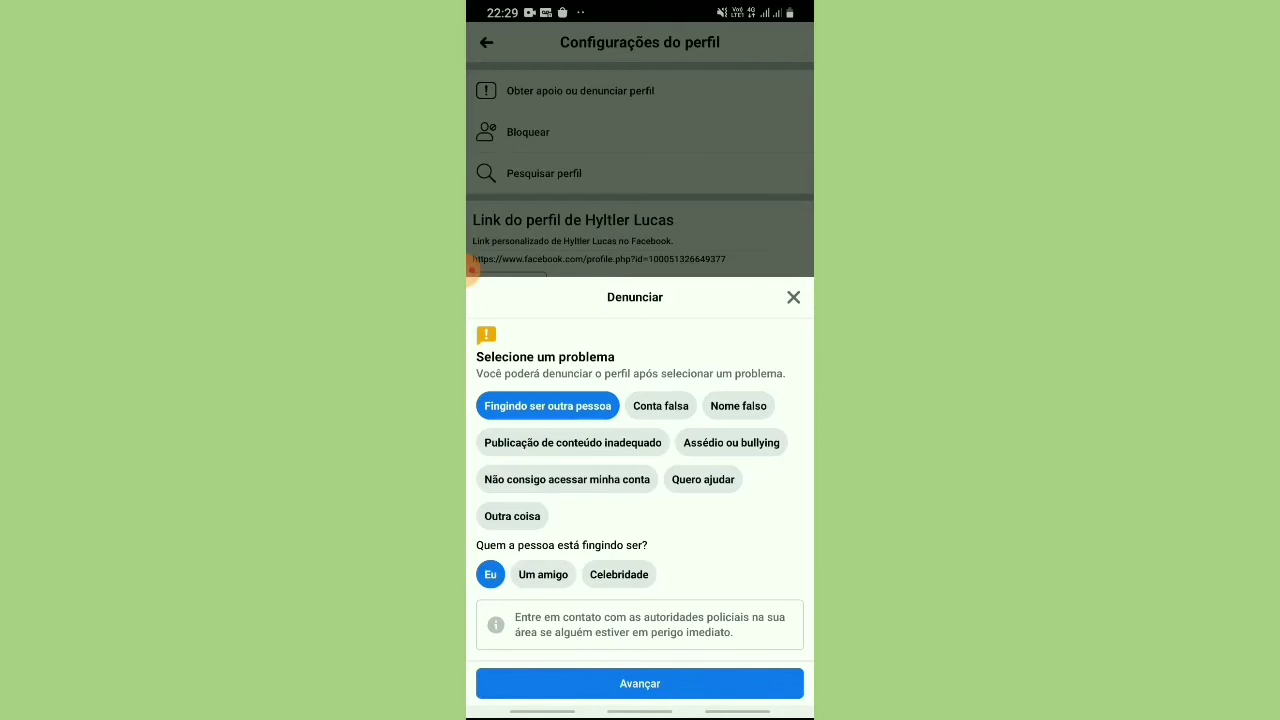 22:29 Vo) 4G LTE1
Configurações do perfil
Obter apoio ou denunciar perfil
Bloquear
Pesquisar perfil
Link do perfil de Hyltler Lucas
Link personalizado de Hyltler Lucas no Facebook.
https://www.facebook.com/profile.php?id=100051326649377
Denunciar
Selecione um problema
Você poderá denunciar o perfil após selecionar um problema.
Fingindo ser outra pessoa Conta falsa Nome falso
Publicação de conteúdo inadequado Assédio ou bullying
Não consigo acessar minha conta Quero ajudar
Outra coisa
Quem a pessoa está fingindo ser?
Eu Um amigo Celebridade
Entre em contato com as autoridades policiais na sua
área se alguém estiver em perigo imediato.
Avançar